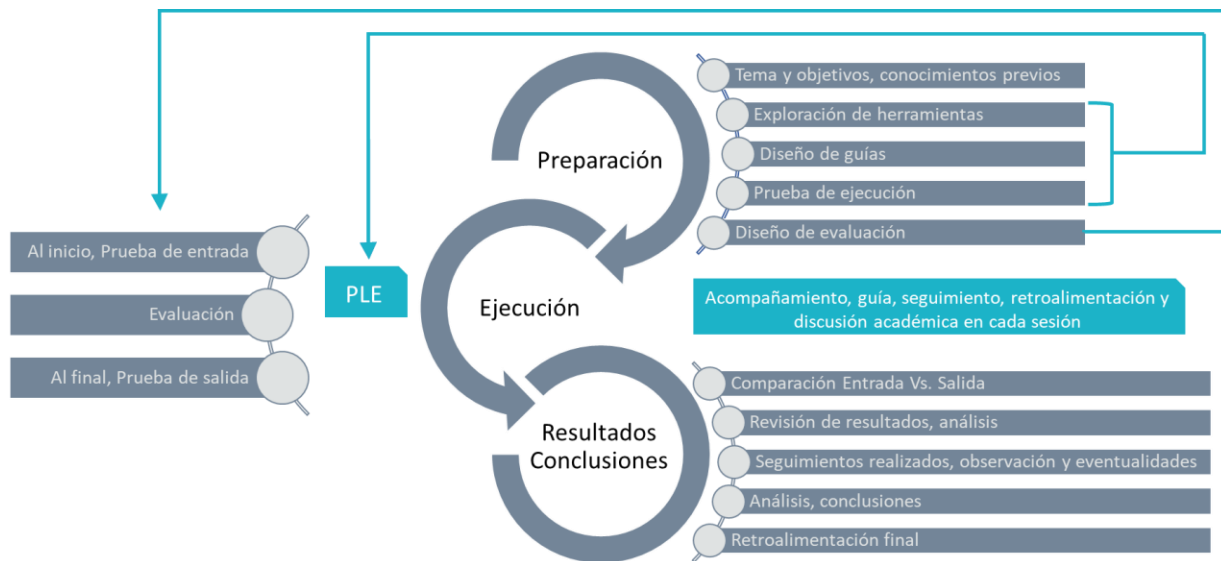 Tema y objetivos, conocimientos previos
Exploración de herramientas
Preparación
Diseño de guías
Prueba de ejecución
Diseño de evaluación
Al inicio, Prueba de entrada
Evaluación
Al final, Prueba de salida
PLE
Ejecución
Acompañamiento, guía, seguimiento, retroalimentación y
discusión académica en cada sesión
Resultados
Conclusiones
Comparación Entrada Vs. Salida
Revisión de resultados, análisis
Seguimientos realizados, observación y eventualidades
Análisis, conclusiones
Retroalimentación final